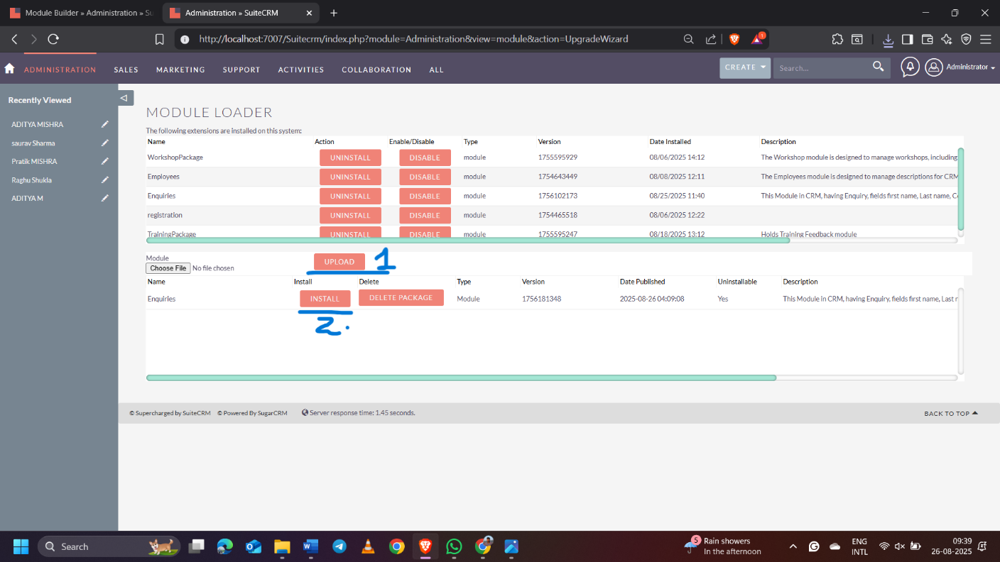 Module Builder » Administration » Su
Administration » SuiteCRM
http://localhost:7007/Suitecrm/index.php?module=Administration&view=module&action=UpgradeWizard
1
ADMINISTRATION SALES MARKETING SUPPORT ACTIVITIES COLLABORATION ALL
CREATE Search... Administrator
Recently Viewed
ADITYA MISHRA
saurav Sharma
Pratik MISHRA
Raghu Shukla
ADITYA M
MODULE LOADER
The following extensions are installed on this system:
Name Action Enable/Disable Type Version Date Installed Description
WorkshopPackage UNINSTALL DISABLE module 1755595929 08/06/2025 14:12 The Workshop module is designed to manage workshops, including
Employees UNINSTALL DISABLE module 1754643449 08/08/2025 12:11 The Employees module is designed to manage descriptions for CRM
Enquiries UNINSTALL DISABLE module 1756102173 08/25/2025 11:40 This Module in CRM, having Enquiry, fields first name, Last name, C
registration UNINSTALL DISABLE module 1754465518 08/06/2025 12:22
TrainingPackage UNINSTALL DISABLE module 1755595247 08/18/2025 13:12 Holds Training Feedback module
Module
UPLOAD 1
Choose File No file chosen
Name Install Delete Type Version Date Published Uninstallable Description
Enquiries INSTALL DELETE PACKAGE Module 1756181348 2025-08-26 04:09:08 Yes This Module in CRM, having Enquiry, fields first name, Last r
2.
© Supercharged by SuiteCRM © Powered By SugarCRM Server response time: 1.45 seconds. BACK TO TOP
Search
5
Rain showers
In the afternoon
ENG
INTL
09:39
26-08-2025